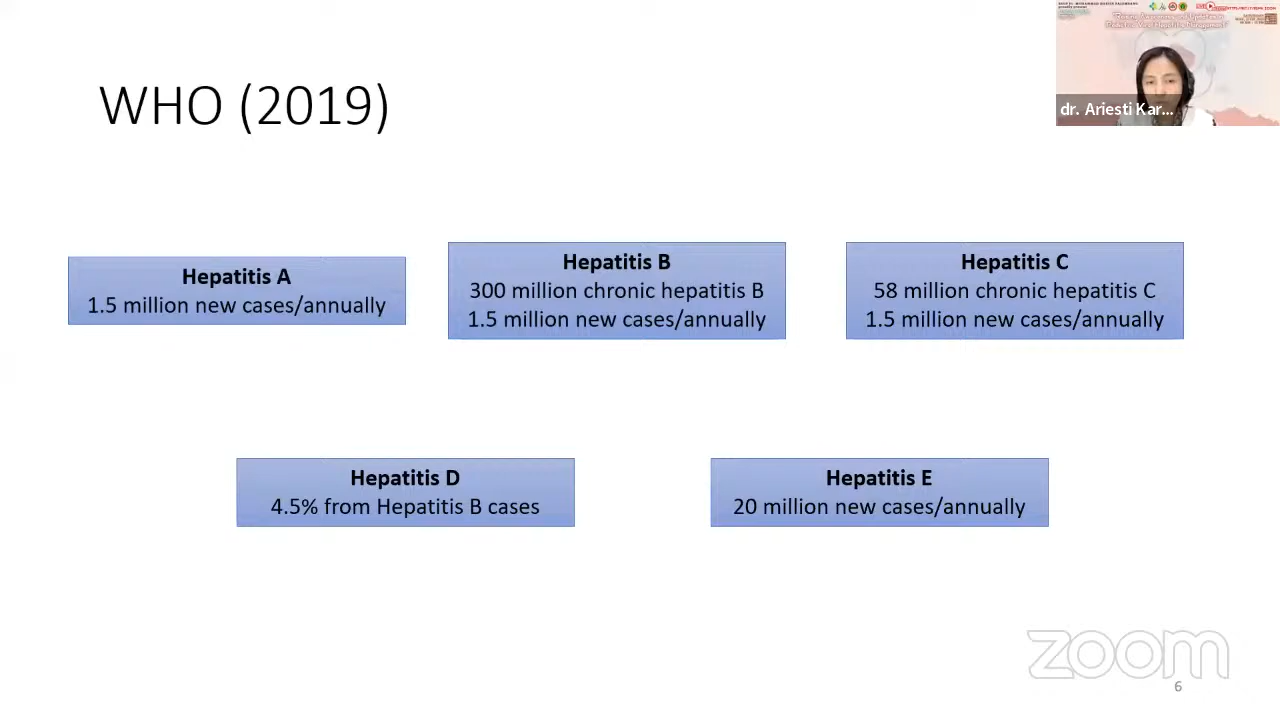 WHO (2019)
dr. Ariesti Kar...
Hepatitis A
1.5 million new cases/annually
Hepatitis B
300 million chronic hepatitis B
1.5 million new cases/annually
Hepatitis C
58 million chronic hepatitis C
1.5 million new cases/annually
Hepatitis D
4.5% from Hepatitis B cases
Hepatitis E
20 million new cases/annually
zoom
6